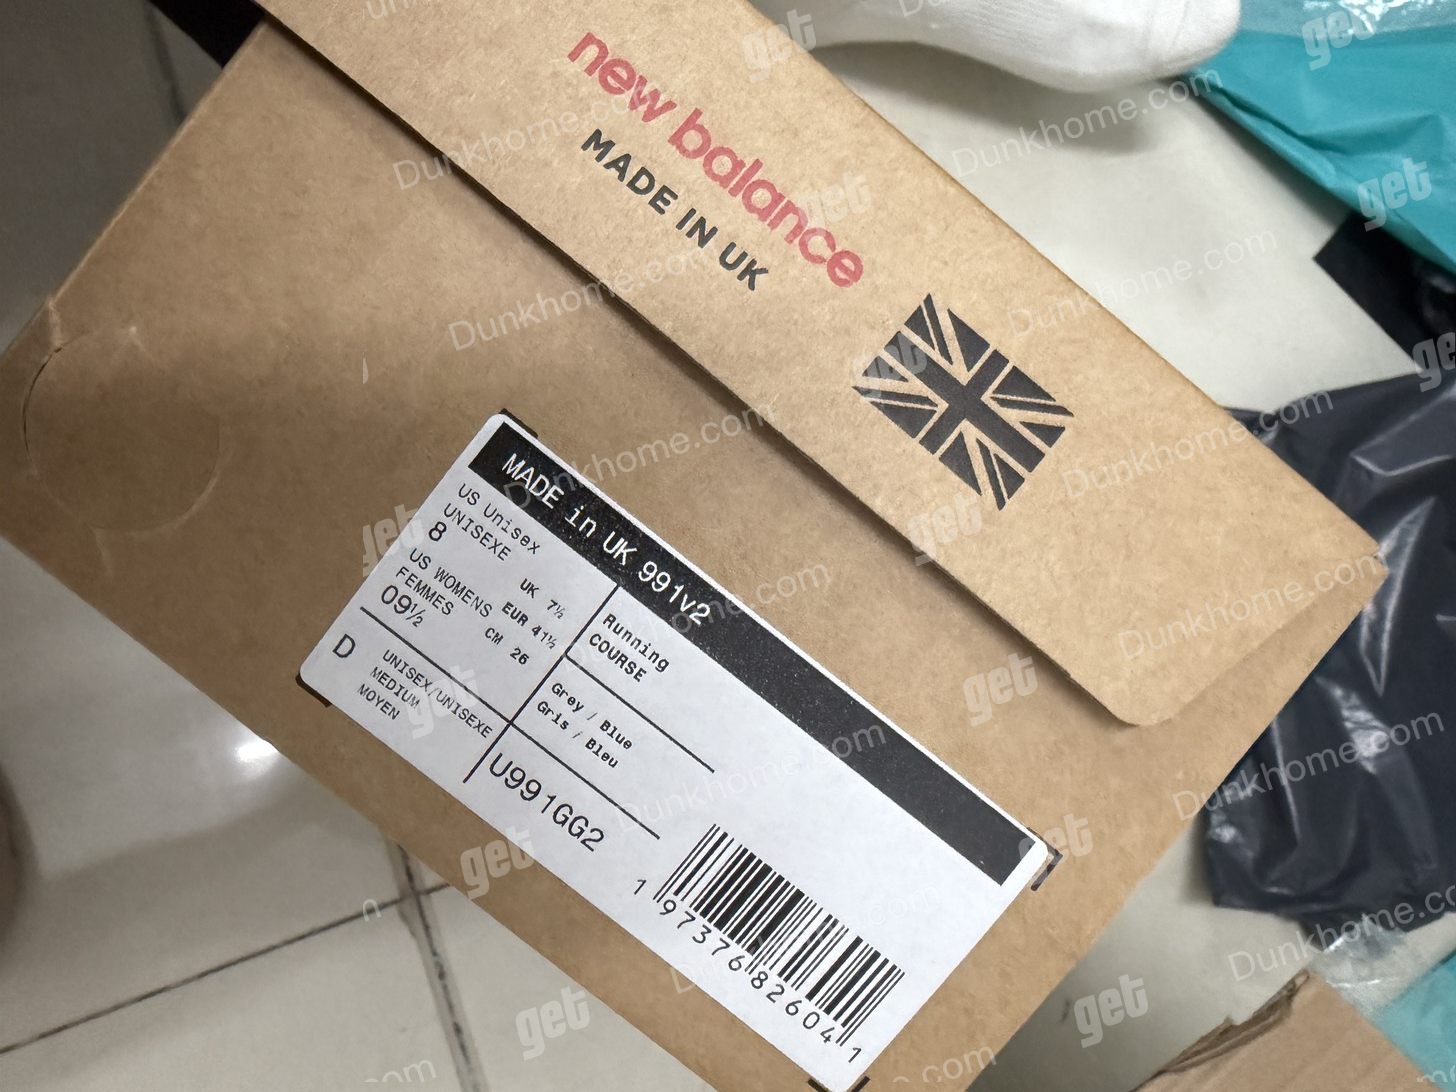 new balance
MADE IN UK
MADE in UK 991v2
US Unisex
UNISEXE
8
UK 7½
US WOMENS
FEMMES
09½
EUR 41½
CM 26
D
UNISEX/UNISEXE
MEDIUM
MOYEN
Running
COURSE
Grey / Blue
Gris / Bleu
U991GG2
1 97376 82604 1
get
Dunkhome.com